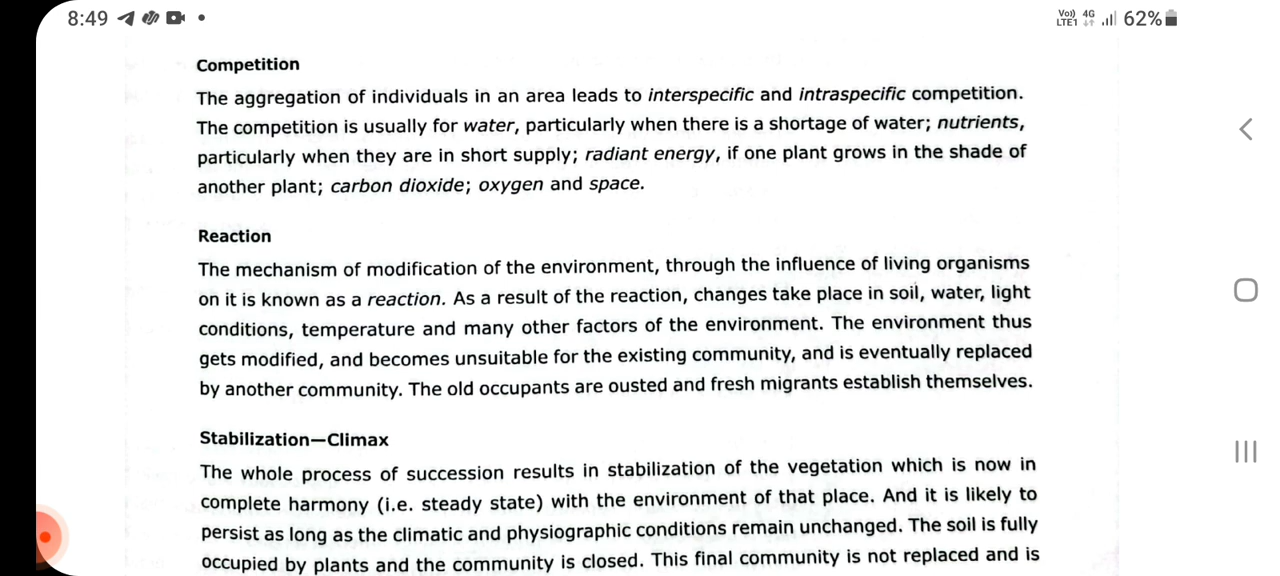 8:49
Vo)) 4G
LTE1 62%
Competition
The aggregation of individuals in an area leads to interspecific and intraspecific competition.
The competition is usually for water, particularly when there is a shortage of water; nutrients,
particularly when they are in short supply; radiant energy, if one plant grows in the shade of
another plant; carbon dioxide; oxygen and space.
Reaction
The mechanism of modification of the environment, through the influence of living organisms
on it is known as a reaction. As a result of the reaction, changes take place in soil, water, light
conditions, temperature and many other factors of the environment. The environment thus
gets modified, and becomes unsuitable for the existing community, and is eventually replaced
by another community. The old occupants are ousted and fresh migrants establish themselves.
Stabilization—Climax
The whole process of succession results in stabilization of the vegetation which is now in
complete harmony (i.e. steady state) with the environment of that place. And it is likely to
persist as long as the climatic and physiographic conditions remain unchanged. The soil is fully
occupied by plants and the community is closed. This final community is not replaced and is